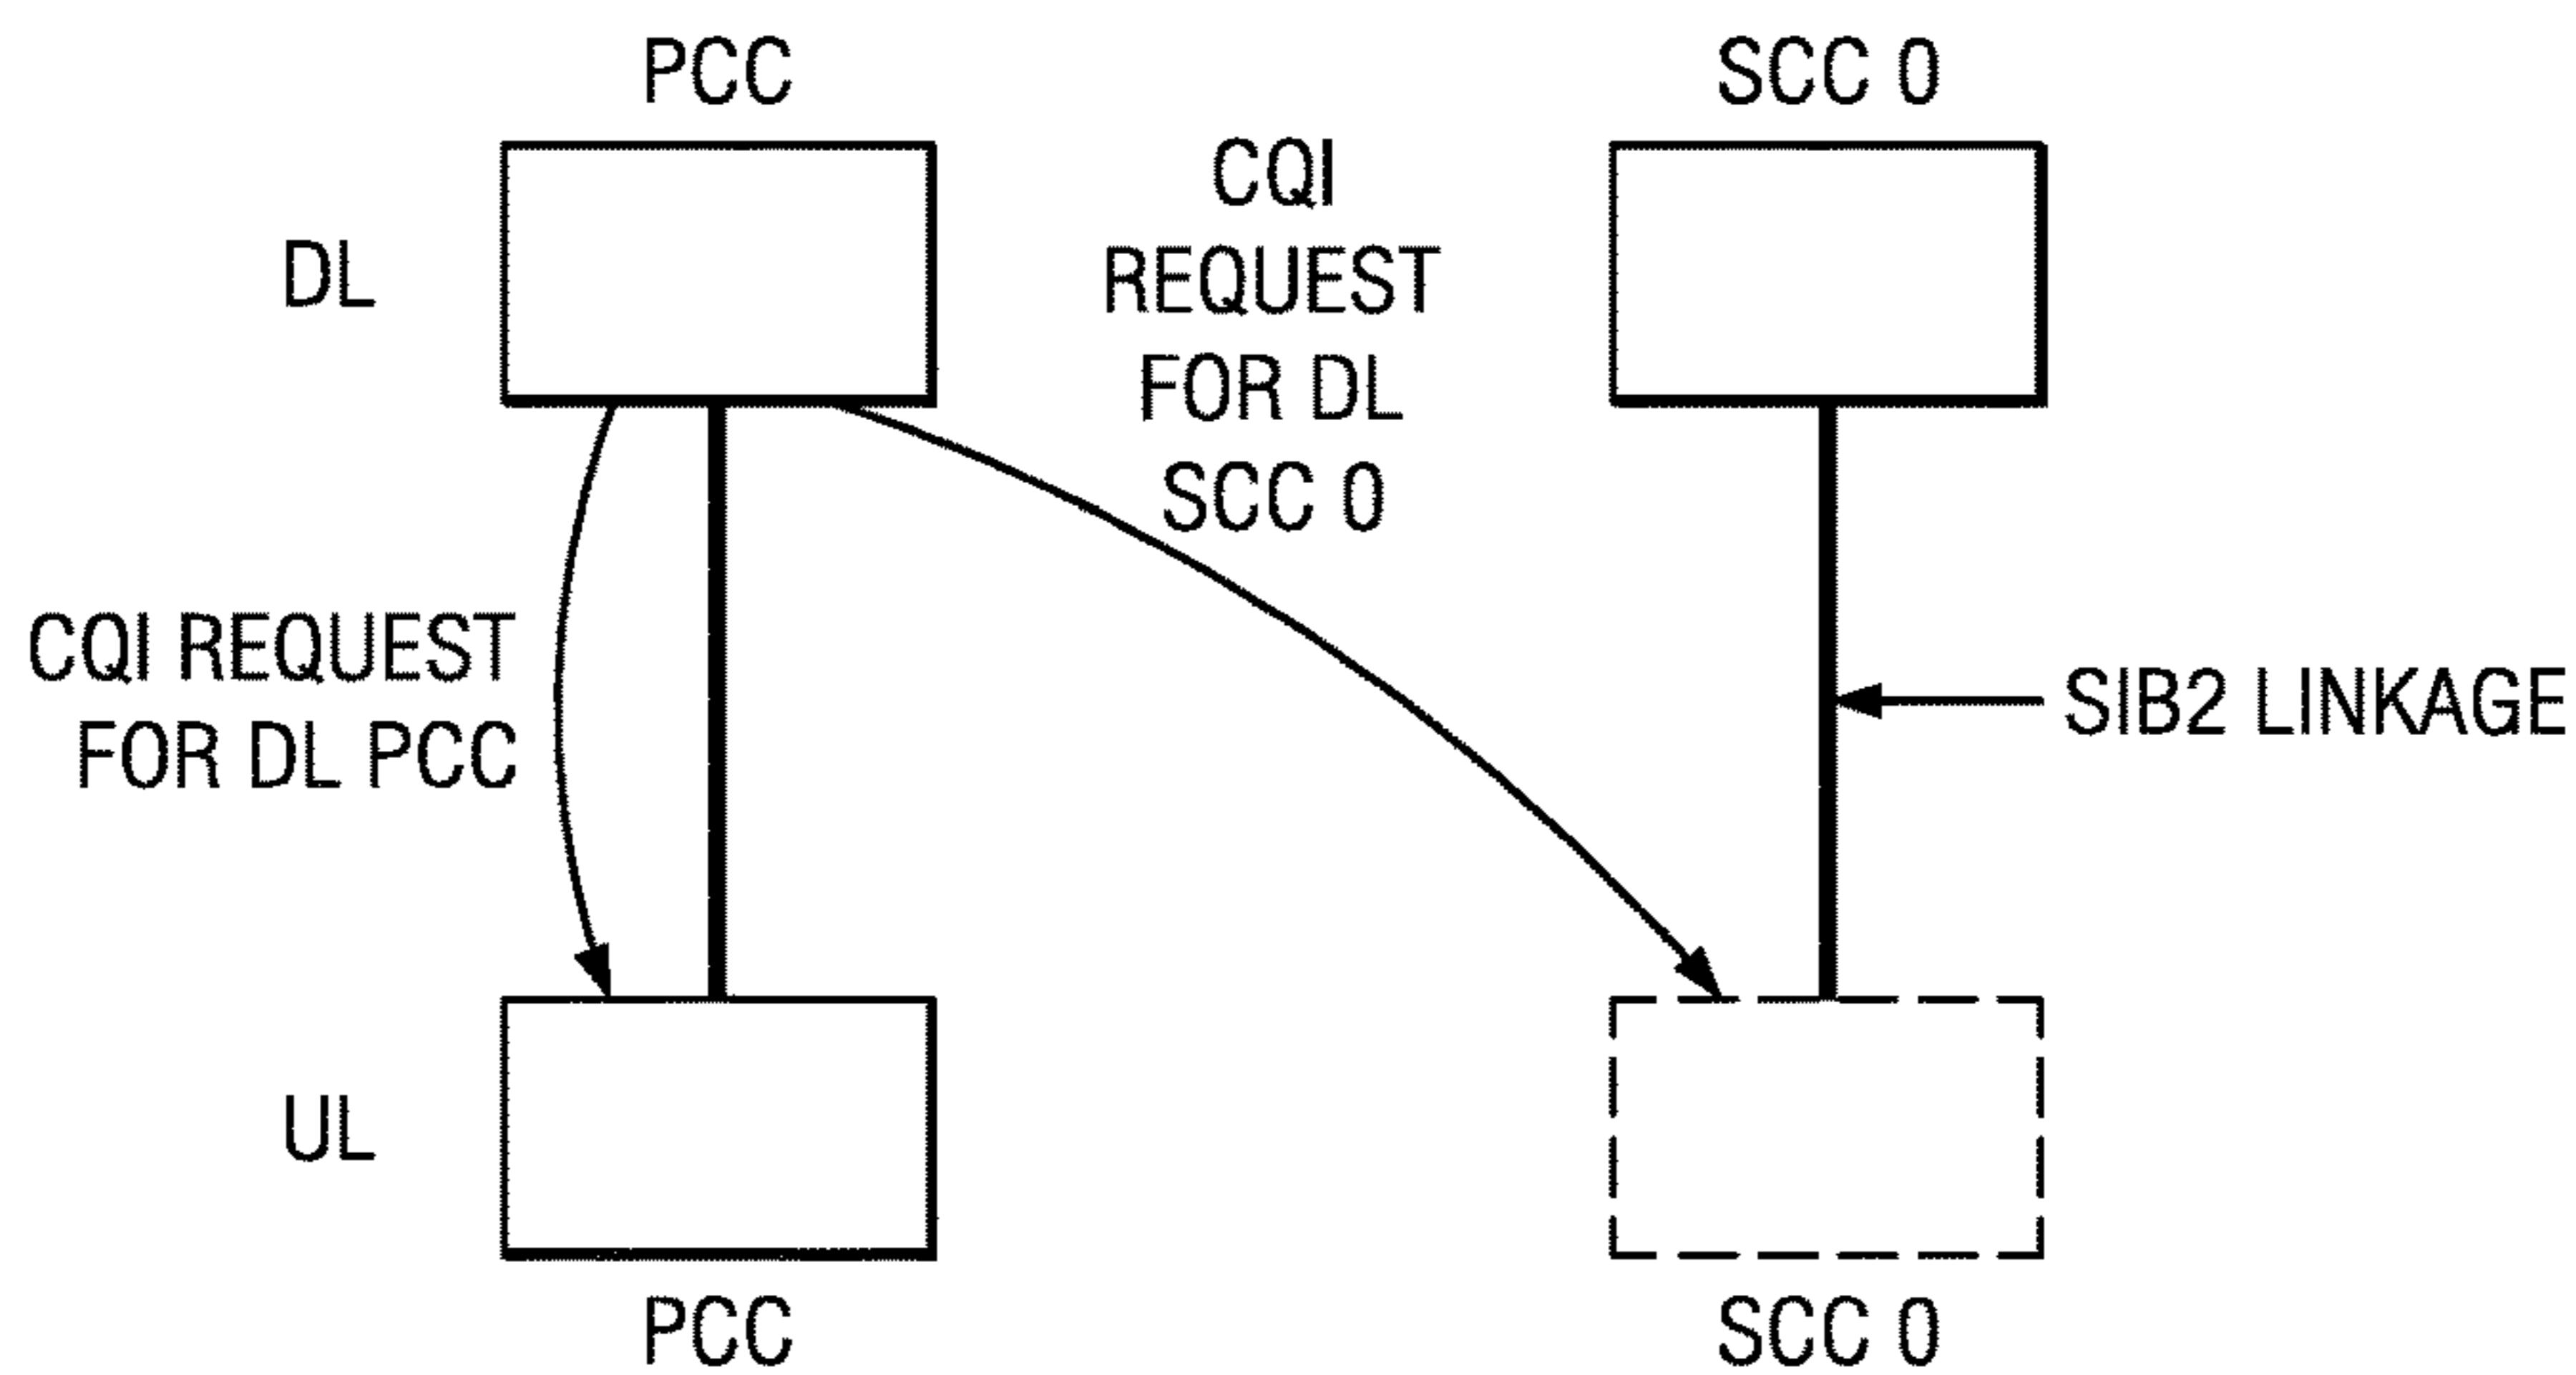 PCC
SCC 0
DL
CQI
REQUEST
FOR DL
SCC 0
CQI REQUEST
FOR DL PCC
SIB2 LINKAGE
UL
PCC
SCC 0